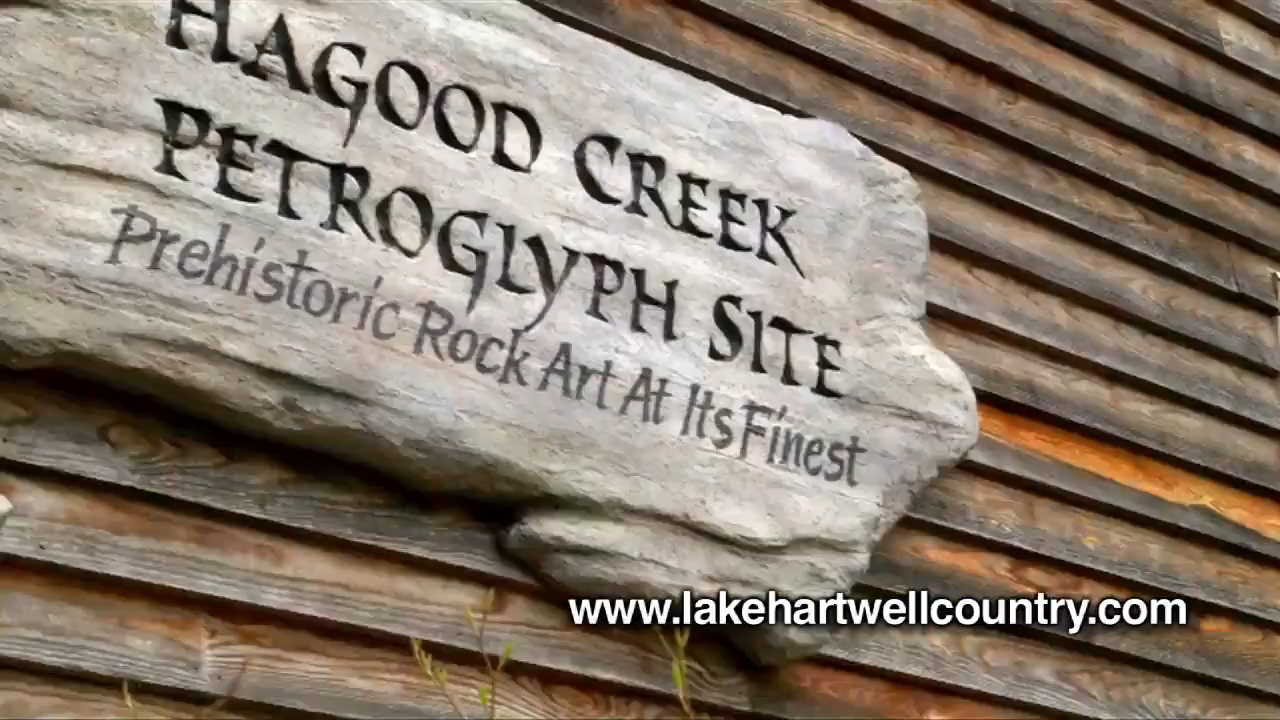 HAGOOD CREEK
PETROGLYPH SITE
Prehistoric Rock Art At Its Finest
www.lakehartwellcountry.com